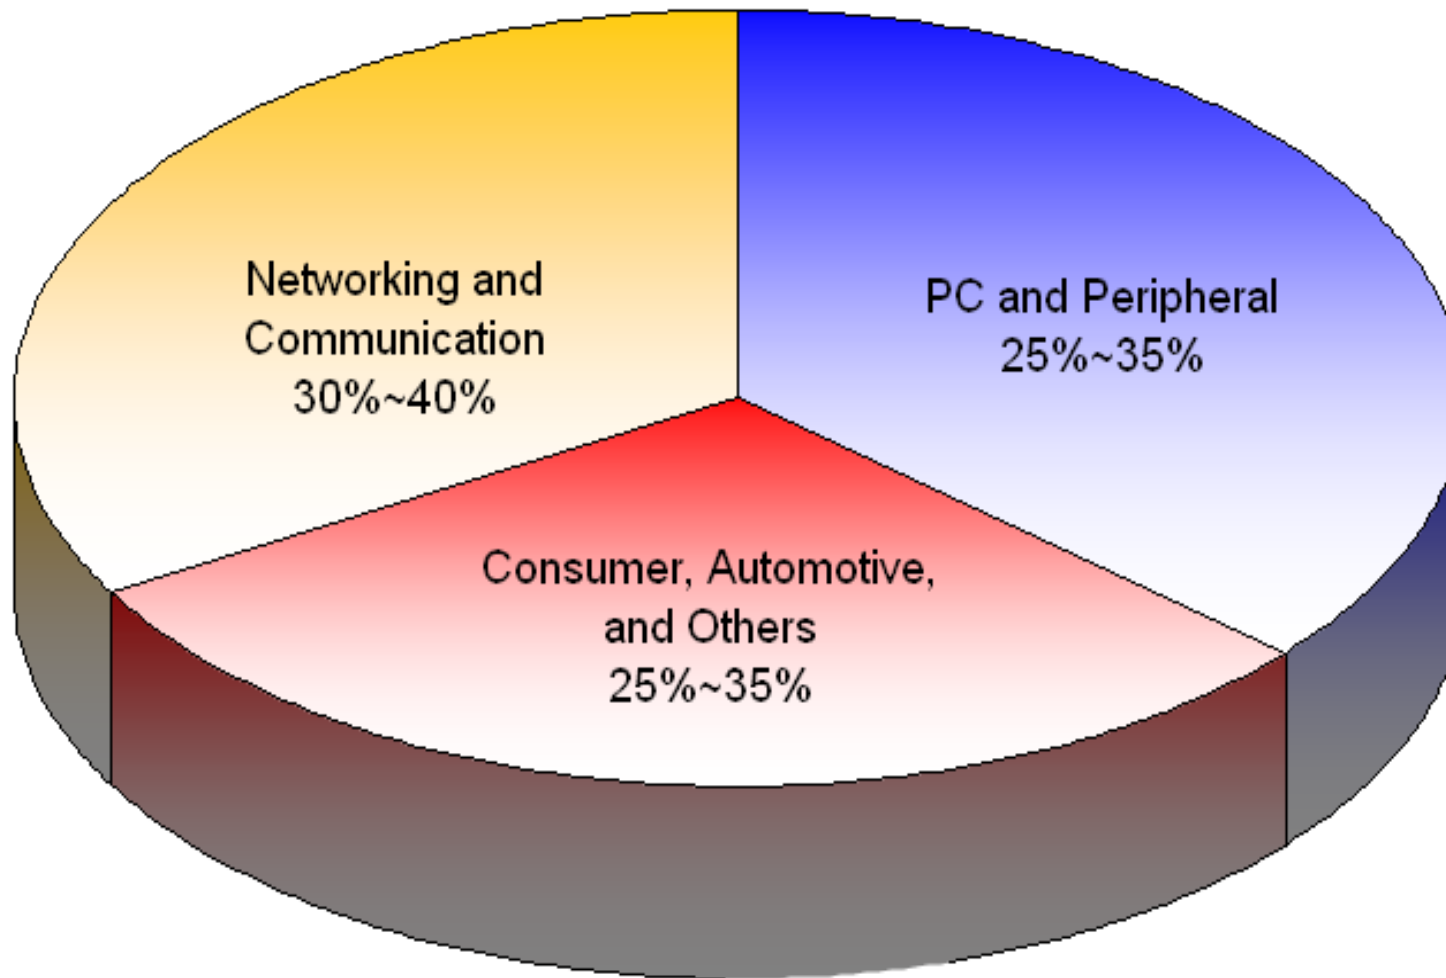 Networking and
Communication
30%~40%
PC and Peripheral
25%~35%
Consumer, Automotive,
and Others
25%~35%